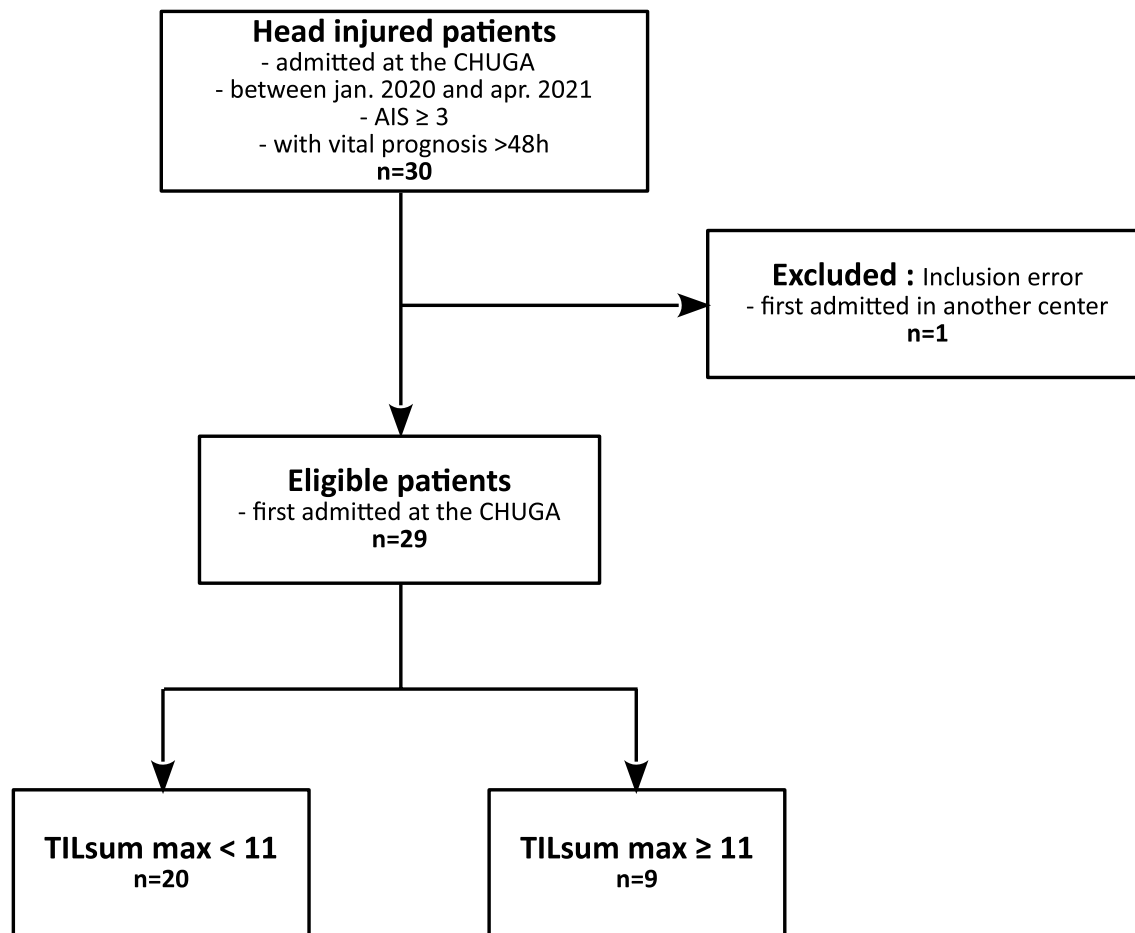 Head injured patients
- admitted at the CHUGA
- between jan. 2020 and apr. 2021
- AIS ≥ 3
- with vital prognosis >48h
n=30
Excluded : Inclusion error
- first admitted in another center
n=1
Eligible patients
- first admitted at the CHUGA
n=29
TILsum max < 11
n=20
TILsum max ≥ 11
n=9